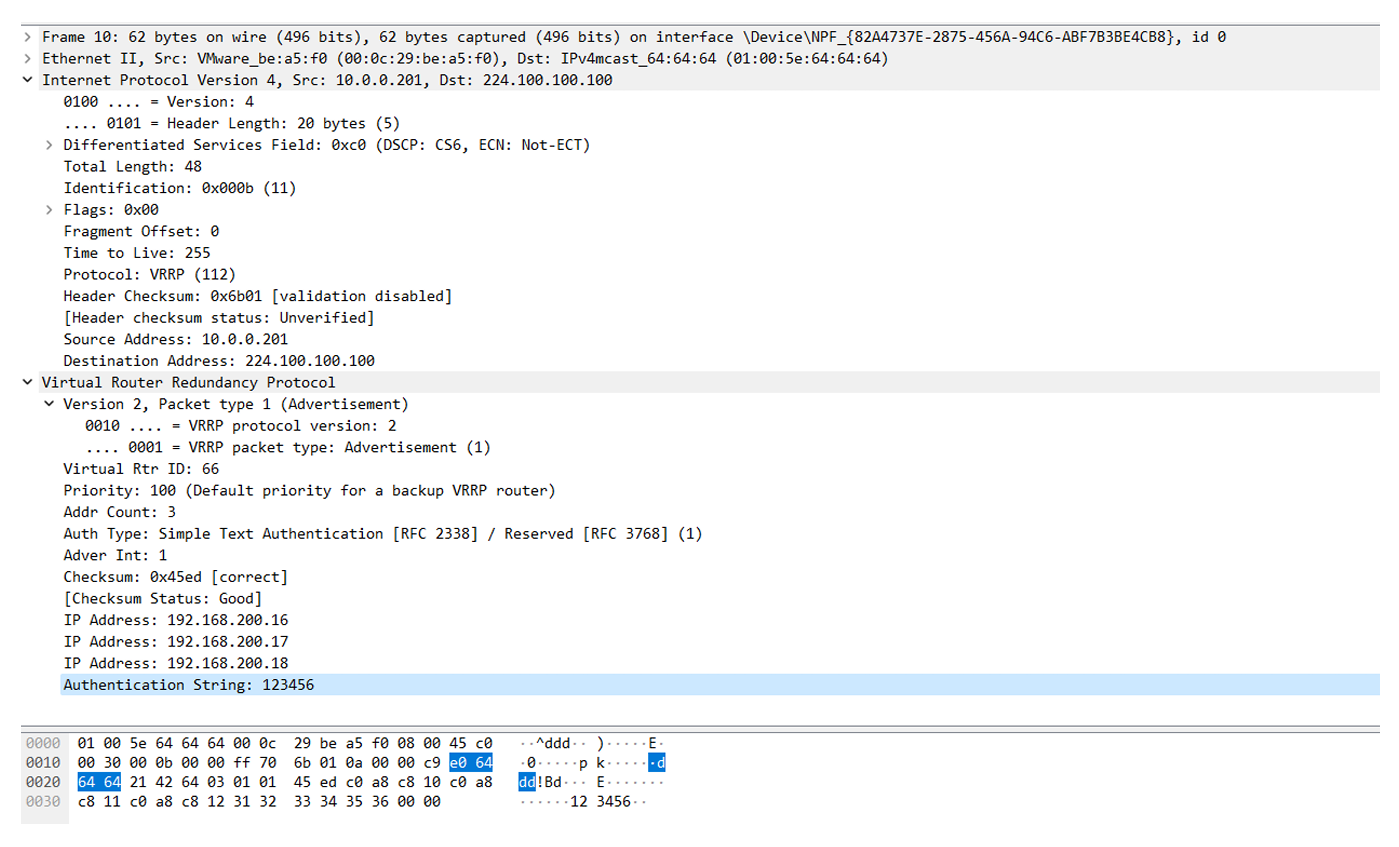 Frame 10: 62 bytes on wire (496 bits), 62 bytes captured (496 bits) on interface \Device\NPF_{82A4737E-2875-456A-94C6-ABF7B3BE4CB8}, id 0
Ethernet II, Src: VMware_be:a5:f0 (00:0c:29:be:a5:f0), Dst: IPv4mcast_64:64:64 (01:00:5e:64:64:64)
Internet Protocol Version 4, Src: 10.0.0.201, Dst: 224.100.100.100
0100 .... = Version: 4
.... 0101 = Header Length: 20 bytes (5)
Differentiated Services Field: 0xc0 (DSCP: CS6, ECN: Not-ECT)
Total Length: 48
Identification: 0x000b (11)
Flags: 0x00
Fragment Offset: 0
Time to Live: 255
Protocol: VRRP (112)
Header Checksum: 0x6b01 [validation disabled]
[Header checksum status: Unverified]
Source Address: 10.0.0.201
Destination Address: 224.100.100.100
Virtual Router Redundancy Protocol
Version 2, Packet type 1 (Advertisement)
0010 .... = VRRP protocol version: 2
.... 0001 = VRRP packet type: Advertisement (1)
Virtual Rtr ID: 66
Priority: 100 (Default priority for a backup VRRP router)
Addr Count: 3
Auth Type: Simple Text Authentication [RFC 2338] / Reserved [RFC 3768] (1)
Adver Int: 1
Checksum: 0x45ed [correct]
[Checksum Status: Good]
IP Address: 192.168.200.16
IP Address: 192.168.200.17
IP Address: 192.168.200.18
Authentication String: 123456
0000 01 00 5e 64 64 64 00 0c 29 be a5 f0 08 00 45 c0 ··^ddd·· )·····E·
0010 00 30 00 0b 00 00 ff 70 6b 01 0a 00 00 c9 e0 64 ·0·····p k······d
0020 64 64 21 42 64 03 01 01 45 ed c0 a8 c8 10 c0 a8 dd!Bd··· E·······
0030 c8 11 c0 a8 c8 12 31 32 33 34 35 36 00 00 ······12 3456··